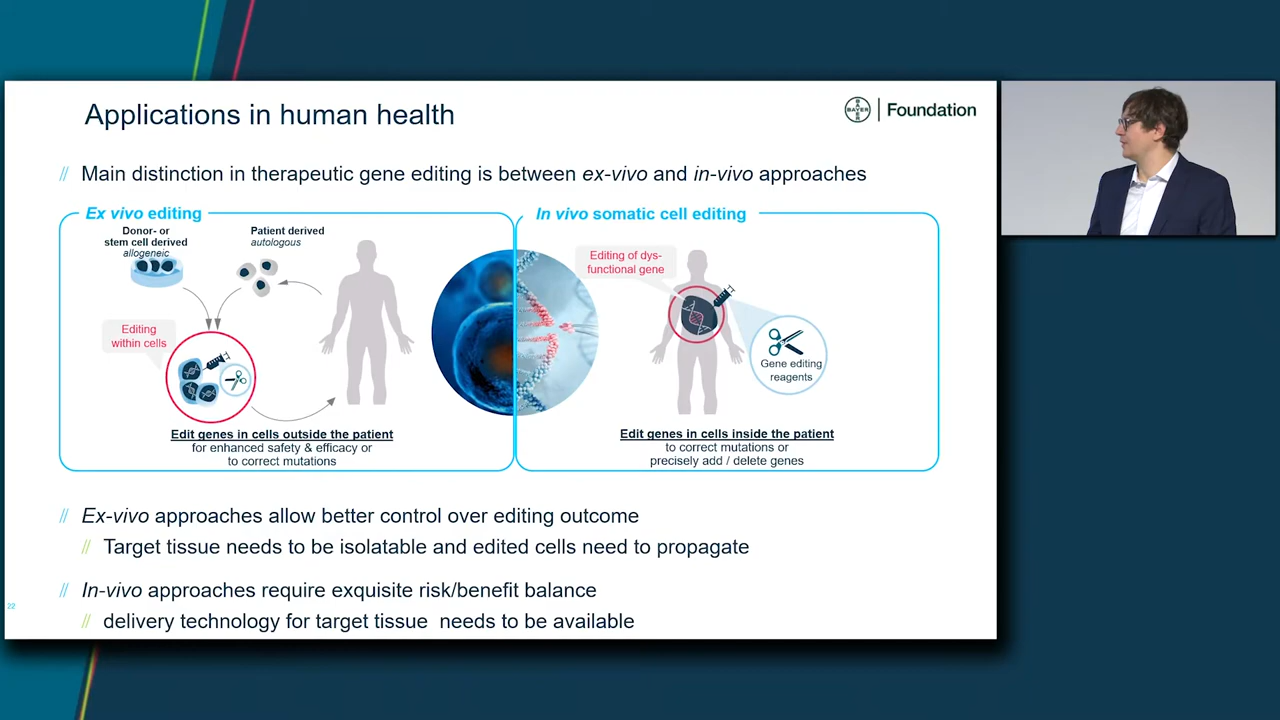 Applications in human health
BAYER
BAYER
Foundation
// Main distinction in therapeutic gene editing is between ex-vivo and in-vivo approaches
Ex vivo editing
Donor- or
stem cell derived
allogeneic
Patient derived
autologous
Editing
within cells
Edit genes in cells outside the patient
for enhanced safety & efficacy or
to correct mutations
In vivo somatic cell editing
Editing of dys-
functional gene
Gene editing
reagents
Edit genes in cells inside the patient
to correct mutations or
precisely add / delete genes
// Ex-vivo approaches allow better control over editing outcome
// Target tissue needs to be isolatable and edited cells need to propagate
// In-vivo approaches require exquisite risk/benefit balance
22
// delivery technology for target tissue needs to be available